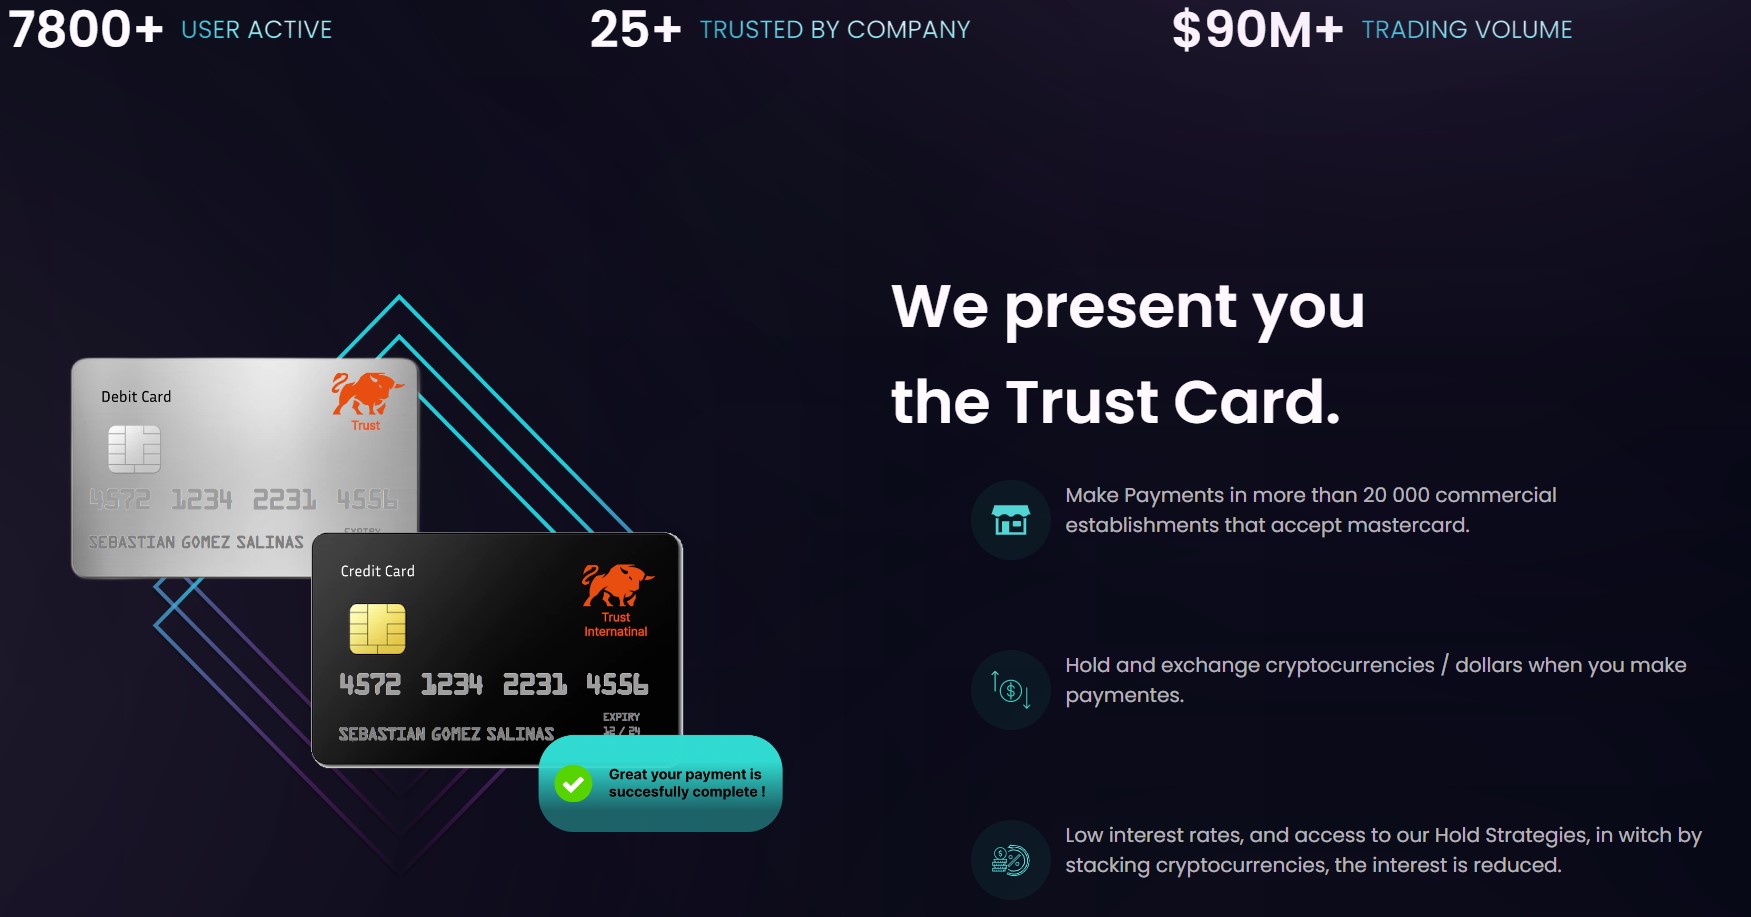 7800+ USER ACTIVE
25+ TRUSTED BY COMPANY
$90M+ TRADING VOLUME
Debit Card
Trust
4572 1234 2231 4556
EXPIRY
SEBASTIAN GOMEZ SALINAS
Credit Card
Trust
Internatinal
4572 1234 2231 4556
EXPIRY
12 / 24
SEBASTIAN GOMEZ SALINAS
Great your payment is
succesfully complete !
We present you
the Trust Card.
Make Payments in more than 20 000 commercial
establishments that accept mastercard.
Hold and exchange cryptocurrencies / dollars when you make
paymentes.
Low interest rates, and access to our Hold Strategies, in witch by
stacking cryptocurrencies, the interest is reduced.